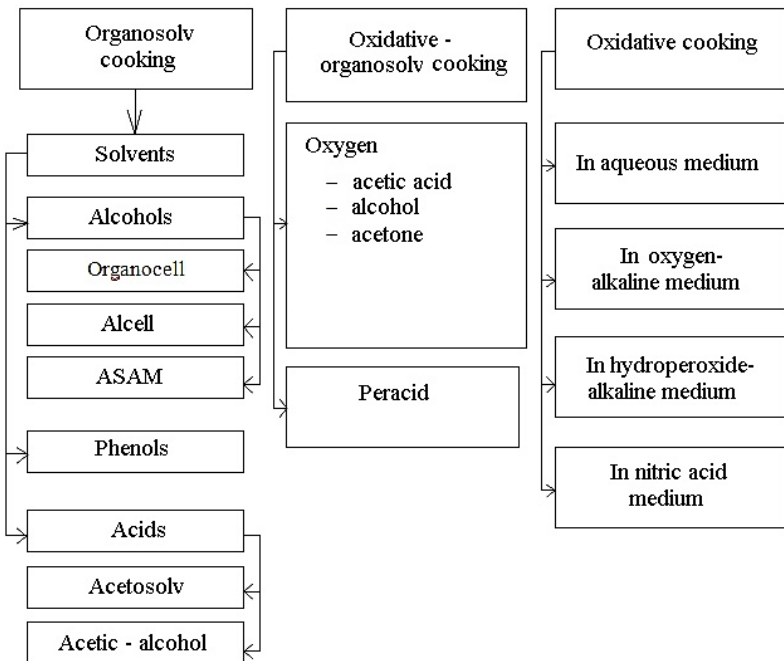 Organosolv
cooking
Solvents
Alcohols
Organocell
Alcell
ASAM
Phenols
Acids
Acetosolv
Acetic - alcohol
Oxidative -
organosolv cooking
Oxygen
– acetic acid
– alcohol
– acetone
Peracid
Oxidative cooking
In aqueous medium
In oxygen-
alkaline medium
In hydroperoxide-
alkaline medium
In nitric acid
medium